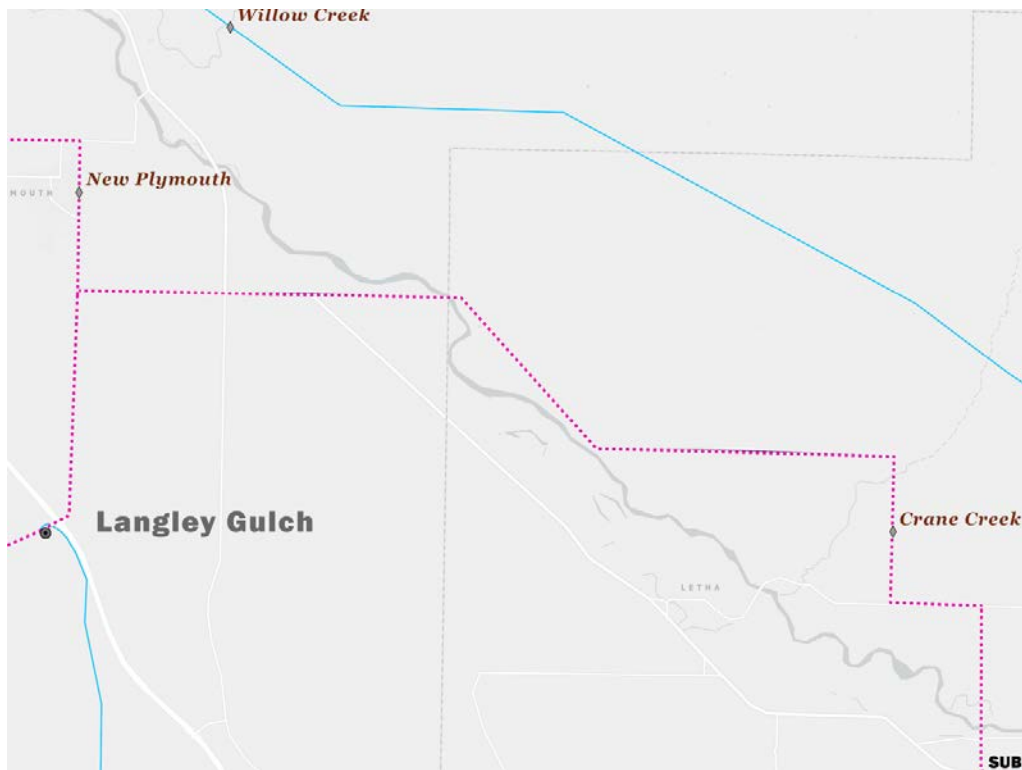 Willow Creek
New Plymouth
MOUTH
Langley Gulch
Crane Creek
LETHA
SUB